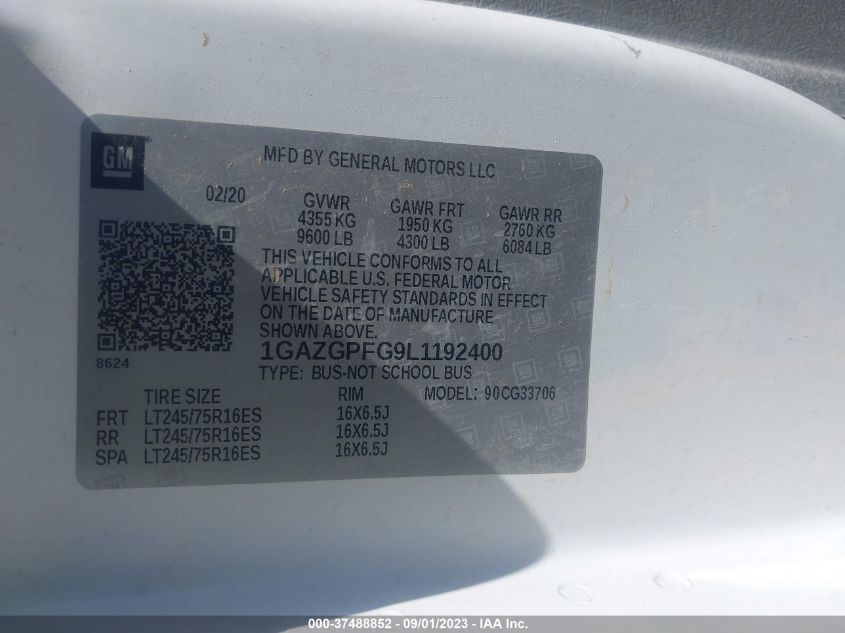 GM
MFD BY GENERAL MOTORS LLC
02/20
GVWR GAWR FRT GAWR RR
4355 KG 1950 KG 2760 KG
9600 LB 4300 LB 6084 LB
THIS VEHICLE CONFORMS TO ALL
APPLICABLE U.S. FEDERAL MOTOR
VEHICLE SAFETY STANDARDS IN EFFECT
ON THE DATE OF MANUFACTURE
SHOWN ABOVE.
8624
1GAZGPFG9L1192400
TYPE: BUS-NOT SCHOOL BUS
TIRE SIZE RIM MODEL: 90CG33706
FRT LT245/75R16ES 16X6.5J
RR LT245/75R16ES 16X6.5J
SPA LT245/75R16ES 16X6.5J
000-37488852 - 09/01/2023 - IAA Inc.